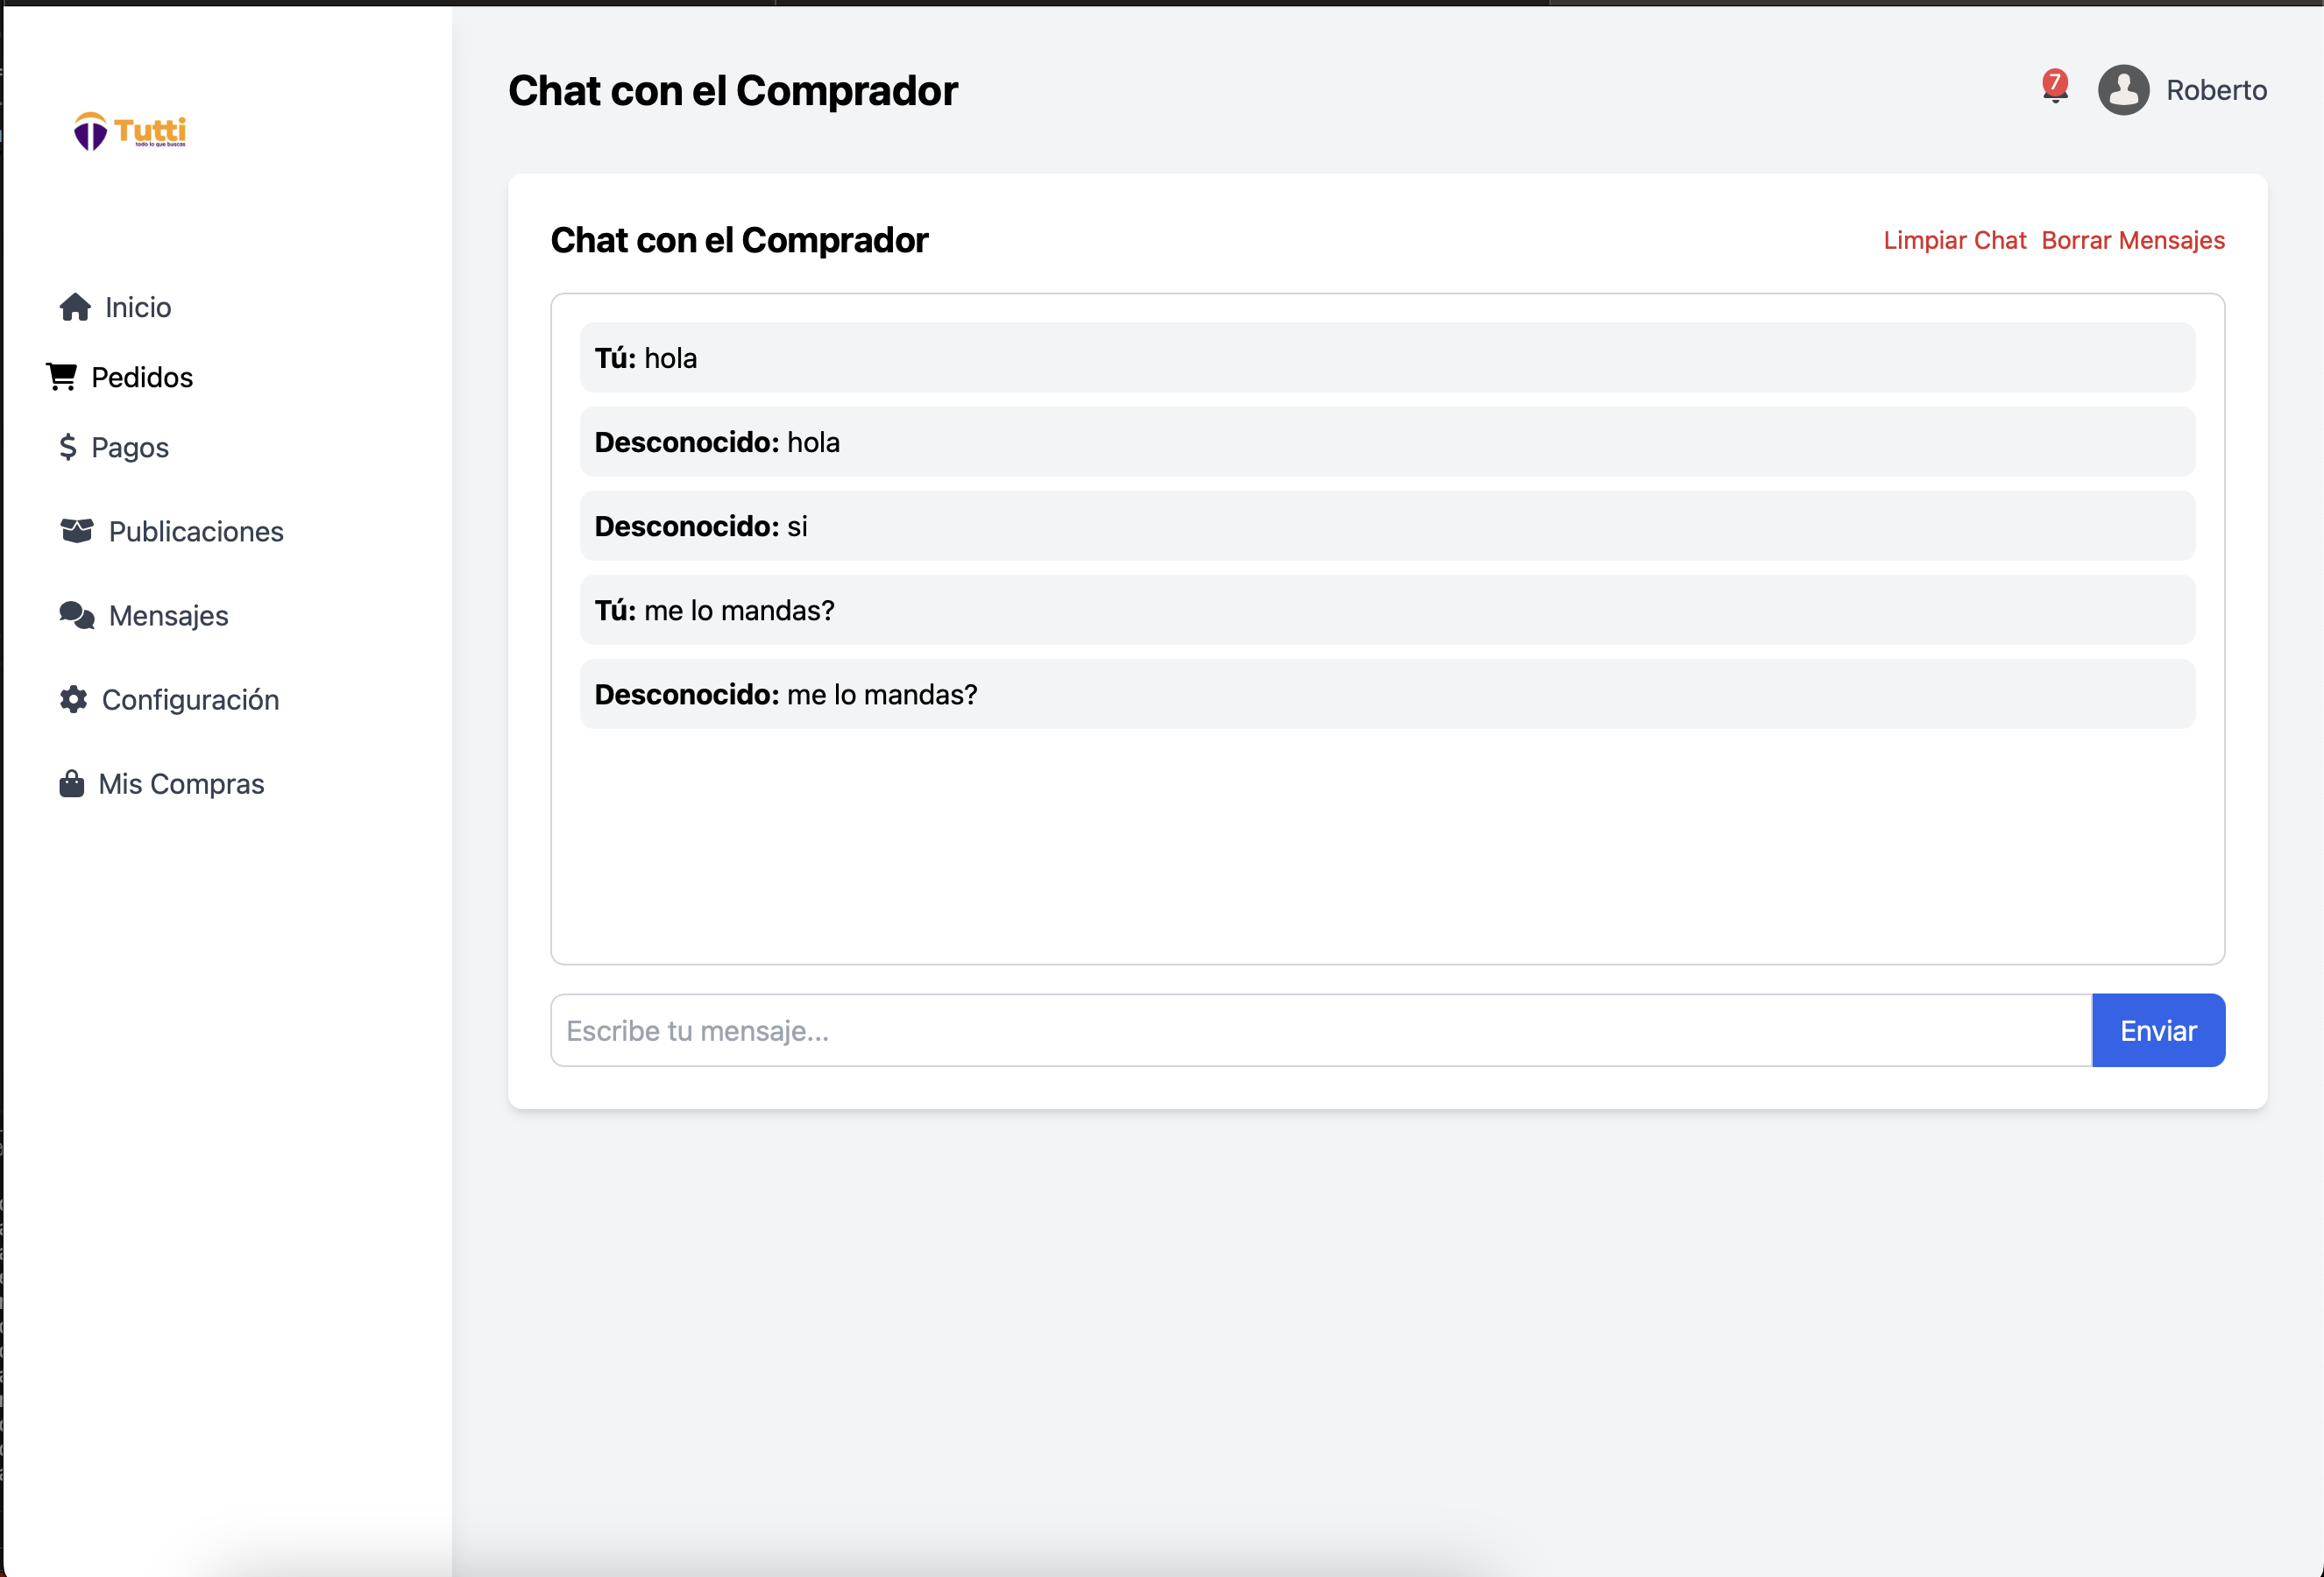 Tutti
todo lo que buscas
Inicio
Pedidos
Pagos
Publicaciones
Mensajes
Configuración
Mis Compras
Chat con el Comprador
7
Roberto
Chat con el Comprador
Limpiar Chat Borrar Mensajes
Tú: hola
Desconocido: hola
Desconocido: si
Tú: me lo mandas?
Desconocido: me lo mandas?
Escribe tu mensaje...
Enviar